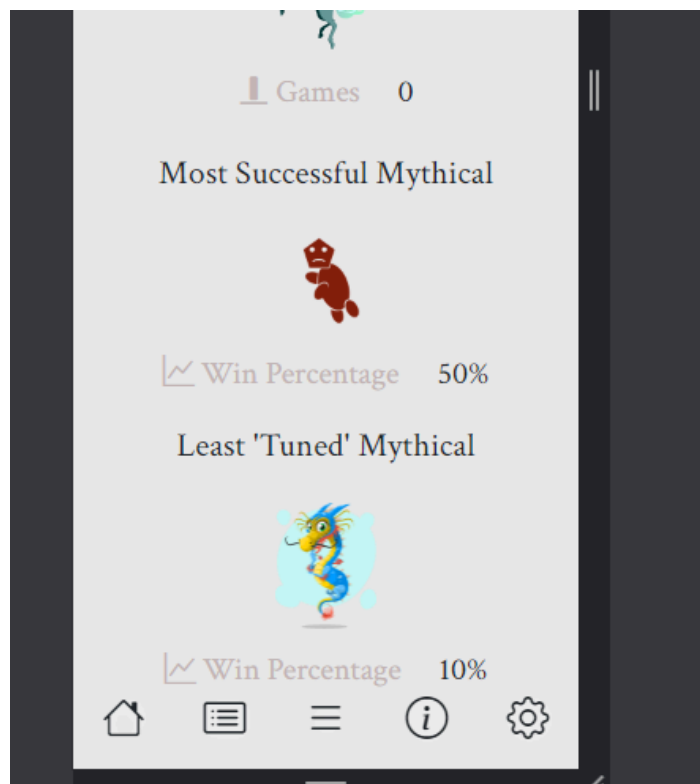 Games 0
Most Successful Mythical
Win Percentage 50%
Least 'Tuned' Mythical
Win Percentage 10%